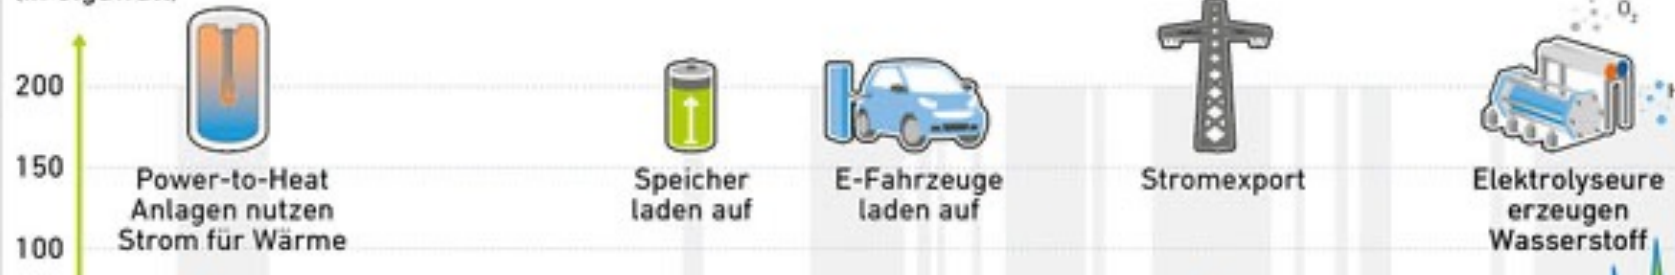 200
150
100
Power-to-Heat
Anlagen nutzen
Strom für Wärme
Speicher
laden auf
E-Fahrzeuge
laden auf
Stromexport
O₂
Elektrolyseure
erzeugen
Wasserstoff